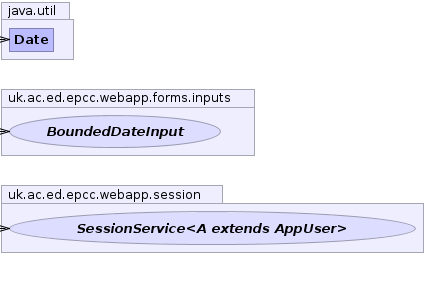 java.util
Date
uk.ac.ed.epcc.webapp.forms.inputs
BoundedDateInput
uk.ac.ed.epcc.webapp.session
SessionService<A extends AppUser>